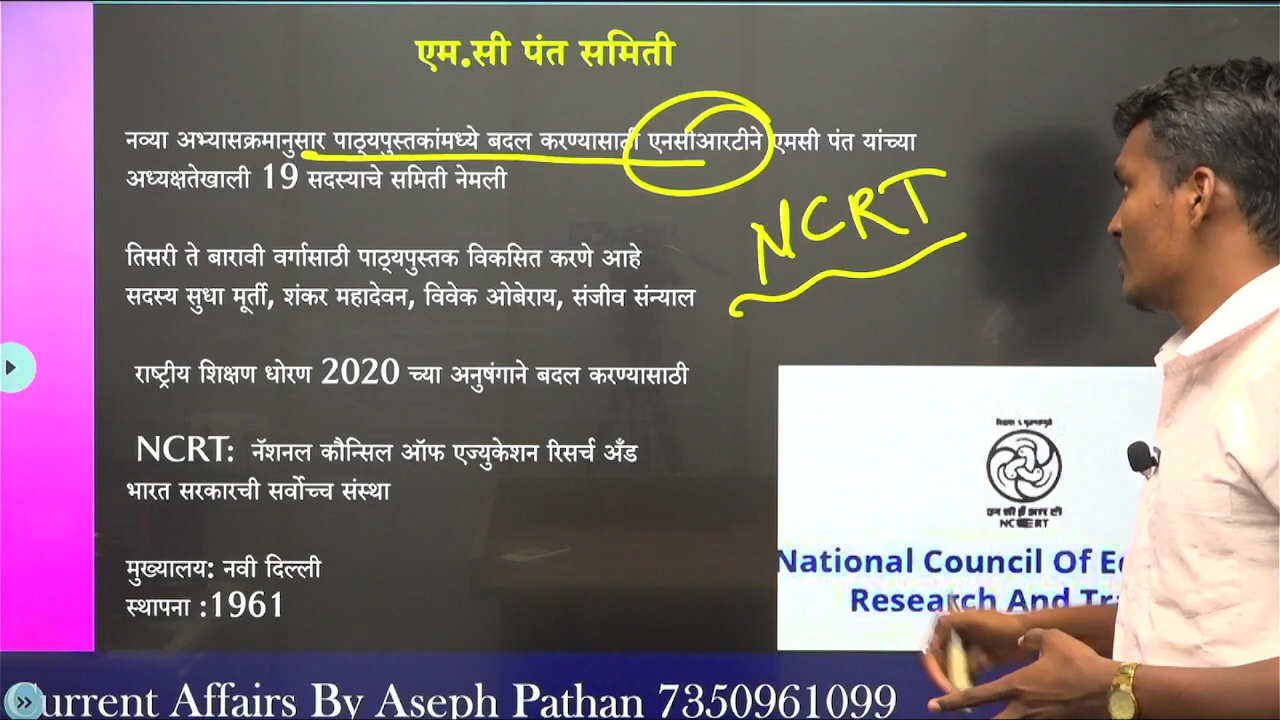 एम.सी पंत समिती
नव्या अभ्यासक्रमानुसार पाठ्यपुस्तकांमध्ये बदल करण्यासाठी एनसीआरटीने एमसी पंत यांच्या
अध्यक्षतेखाली 19 सदस्याचे समिती नेमली
NCRT
तिसरी ते बारावी वर्गासाठी पाठ्यपुस्तक विकसित करणे आहे
सदस्य सुधा मूर्ती, शंकर महादेवन, विवेक ओबेराय, संजीव संन्याल
राष्ट्रीय शिक्षण धोरण 2020 च्या अनुषंगाने बदल करण्यासाठी
NCRT: नॅशनल कौन्सिल ऑफ एज्युकेशन रिसर्च अँड
भारत सरकारची सर्वोच्च संस्था
मुख्यालय: नवी दिल्ली
स्थापना :1961
एन सी ई आर टी
NCERT
National Council Of
Research And
Current Affairs By Aseph Pathan 7350961099